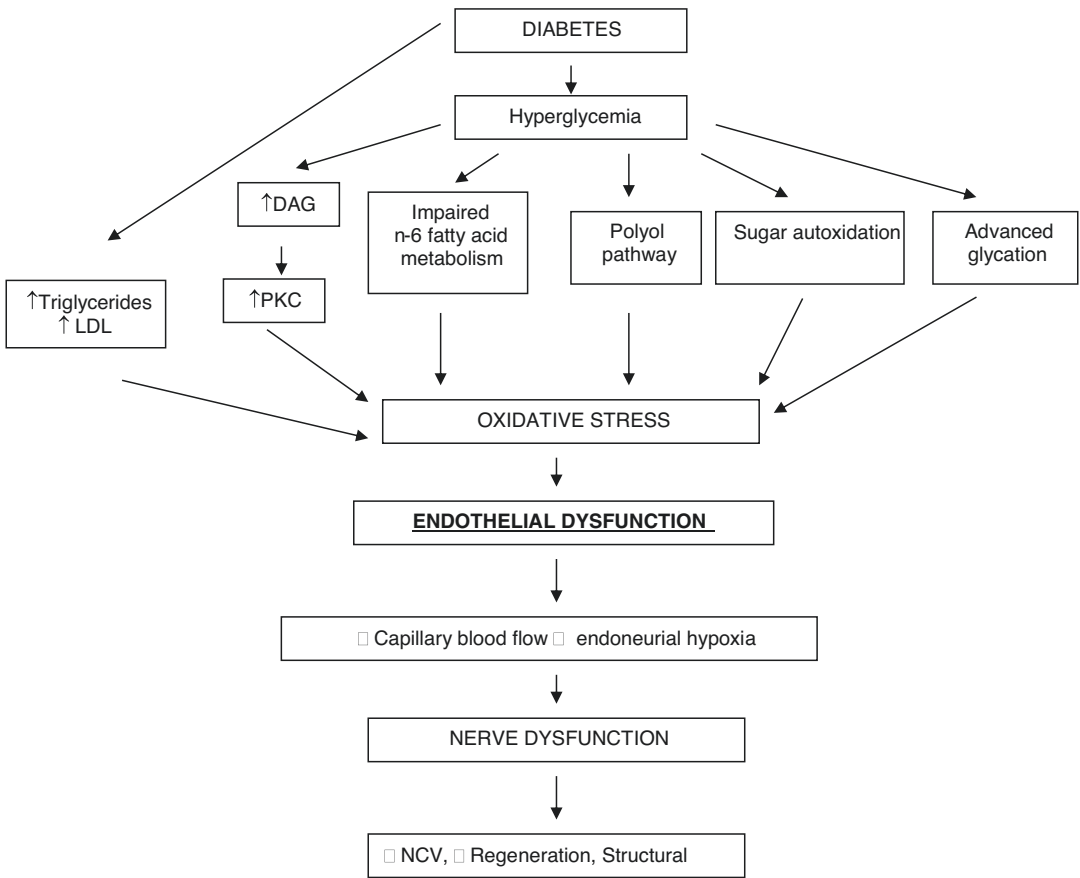 DIABETES
Hyperglycemia
↑DAG
Impaired
n-6 fatty acid
metabolism
Polyol
pathway
Sugar autoxidation
Advanced
glycation
↑Triglycerides
↑ LDL
↑PKC
OXIDATIVE STRESS
ENDOTHELIAL DYSFUNCTION
□ Capillary blood flow □ endoneurial hypoxia
NERVE DYSFUNCTION
□ NCV, □ Regeneration, Structural